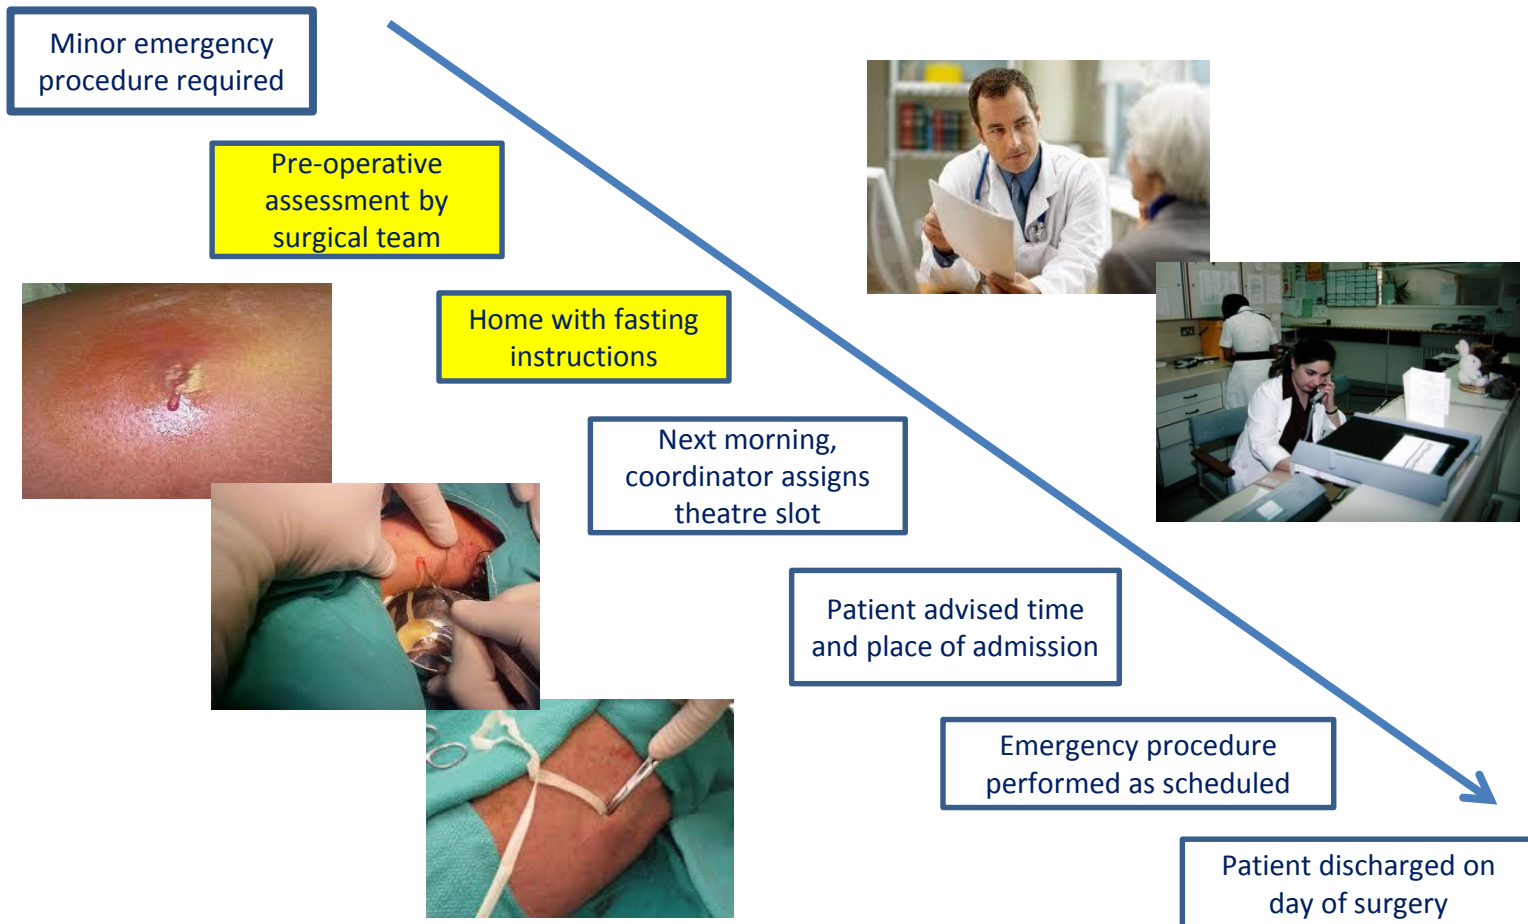 Minor emergency
procedure required
Pre-operative
assessment by
surgical team
Home with fasting
instructions
Next morning,
coordinator assigns
theatre slot
Patient advised time
and place of admission
Emergency procedure
performed as scheduled
Patient discharged on
day of surgery